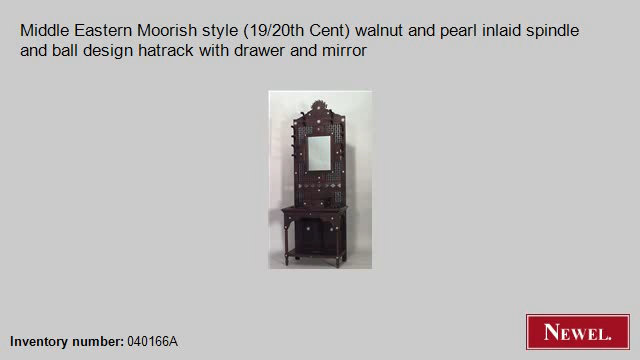 Middle Eastern Moorish style (19/20th Cent) walnut and pearl inlaid spindle
and ball design hatrack with drawer and mirror
Inventory number: 040166A
NEWEL.